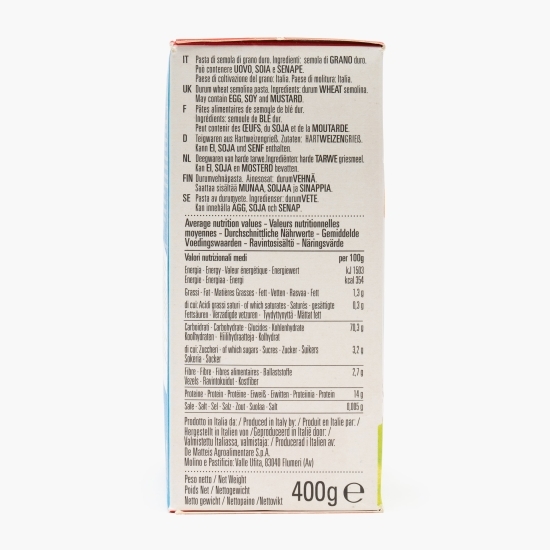 IT Pasta di semola di grano duro. Ingredienti: semola di GRANO duro.
Può contenere UOVO, SOIA e SENAPE.
Paese di coltivazione del grano: Italia. Paese di molitura: Italia.
UK Durum wheat semolina pasta. Ingredients: durum WHEAT semolina.
May contain EGG, SOY and MUSTARD.
F Pâtes alimentaires de semoule de blé dur.
Ingrédients: semoule de BLÉ dur.
Peut contenir des ŒUFS, du SOJA et de la MOUTARDE.
D Teigwaren aus Hartweizengrieß. Zutaten: HARTWEIZENGRIEß.
Kann EI, SOJA und SENF enthalten.
NL Deegwaren van harde tarwe.Ingrediënten: harde TARWE griesmeel.
Kan EI, SOJA en MOSTERD bevatten.
FIN Durumvehnäpasta. Ainesosat: durumVEHNÄ.
Saattaa sisältää MUNAA, SOIJAA ja SINAPPIA.
SE Pasta av durumvete. Ingredienser: durumVETE.
Kan innehålla ÄGG, SOJA och SENAP.
Average nutrition values - Valeurs nutritionnelles
moyennes - Durchschnittliche Nährwerte - Gemiddelde
Voedingswaarden - Ravintosisältö - Näringsvärde
Valori nutrizionali medi per 100g
Energia - Energy - Valeur énergétique - Energiewert kJ 1503
Energie - Energiaa - Energi kcal 354
Grassi - Fat - Matières Grasses - Fett - Vetten - Rasvaa - Fett 1,3 g
di cui: Acidi grassi saturi - of which saturates - Saturés - gesättigte 0,3 g
Fettsäuren - Verzadigde vetzuren - Tyydyttynyttä - Mättat fett
Carboidrati - Carbohydrate - Glucides - Kohlenhydrate 70,3 g
Koolhydraten - Hiilihydraatteja - Kolhydrat
di cui: Zuccheri - of which sugars - Sucres - Zucker - Suikers 3,2 g
Sokeria - Socker
Fibre - Fibre - Fibres alimentaires - Ballaststoffe 2,7 g
Vezels - Ravintokuidut - Kostfiber
Proteine - Protein - Protéine - Eiweiß - Eiwitten - Proteiinia - Protein 14 g
Sale - Salt - Sel - Salz - Zout - Suolaa - Salt 0,005 g
Prodotto in Italia da: / Produced in Italy by: / Produit en Italie par: /
Hergestellt in Italien von /Geproduceerd in Italië door: /
Valmistettu Italiassa, valmistaja: / Producerad i Italien av:
De Matteis Agroalimentare S.p.A.
Molino e Pastificio: Valle Ufita, 83040 Flumeri (Av)
Peso netto / Net Weight
Poids Net / Nettogewicht
Netto gewicht / Nettopaino /Nettovikt 400g e